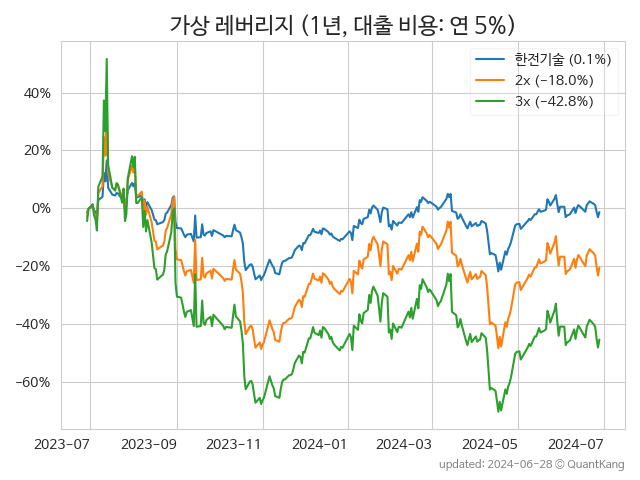 가상 레버리지 (1년, 대출 비용: 연 5%)
한전기술 (0.1%)
2x (−18.0%)
3x (−42.8%)
40%
20%
0%
−20%
−40%
−60%
2023-07 2023-09 2023-11 2024-01 2024-03 2024-05 2024-07
updated: 2024-06-28 © QuantKang